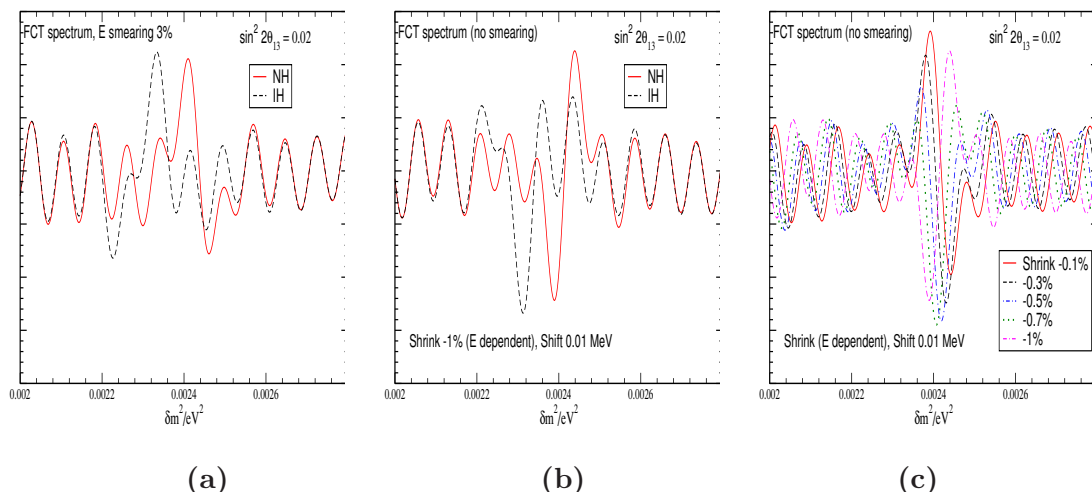 FCT spectrum, E smearing 3%
sin² 2θ₁₃ = 0.02
NH
IH
0.002
0.0022
0.0024
0.0026
δm²/eV²
(a)
FCT spectrum (no smearing)
sin² 2θ₁₃ = 0.02
NH
IH
Shrink -1% (E dependent), Shift 0.01 MeV
0.002
0.0022
0.0024
0.0026
δm²/eV²
(b)
FCT spectrum (no smearing)
sin² 2θ₁₃ = 0.02
Shrink -0.1%
-0.3%
-0.5%
-0.7%
-1%
Shrink (E dependent), Shift 0.01 MeV
0.002
0.0022
0.0024
0.0026
δm²/eV²
(c)